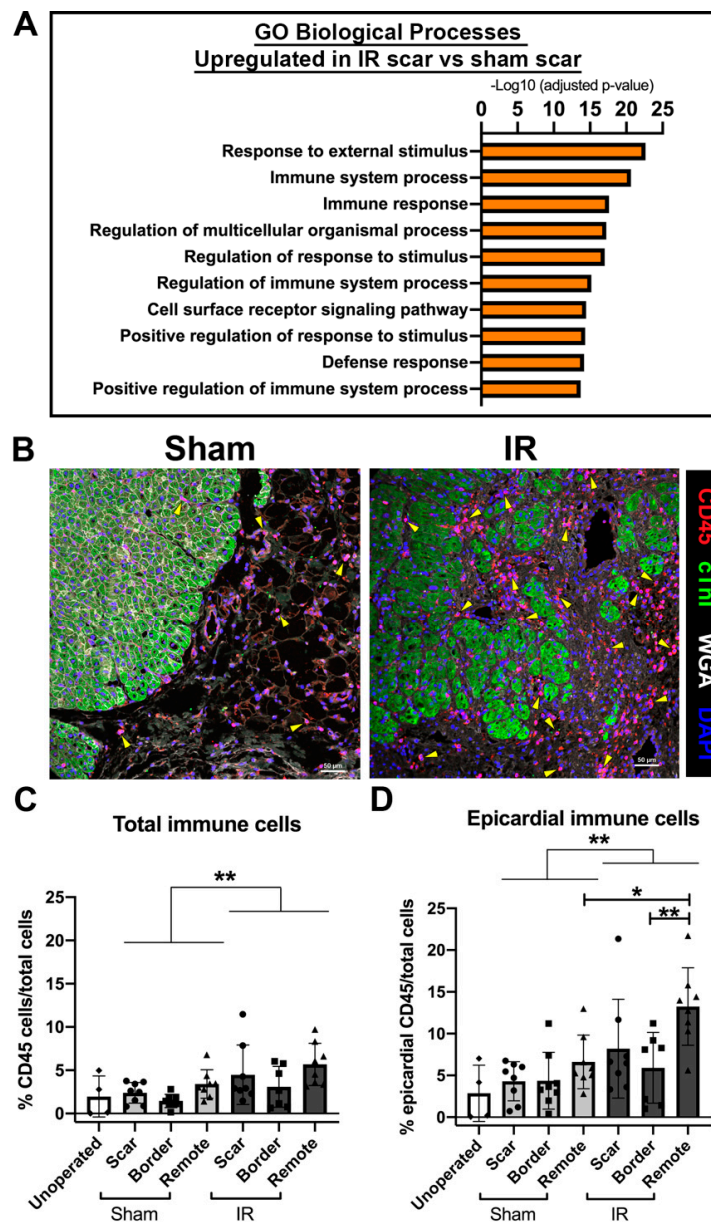 A
GO Biological Processes
Upregulated in IR scar vs sham scar
-Log10 (adjusted p-value)
0 5 10 15 20 25
Response to external stimulus
Immune system process
Immune response
Regulation of multicellular organismal process
Regulation of response to stimulus
Regulation of immune system process
Cell surface receptor signaling pathway
Positive regulation of response to stimulus
Defense response
Positive regulation of immune system process
B
Sham
IR
CD45 cTnI WGA DAPI
50 µm
50 µm
C
Total immune cells
**
% CD45 cells/total cells
25
20
15
10
5
0
Unoperated
Scar
Border
Remote
Scar
Border
Remote
Sham
IR
D
Epicardial immune cells
**
*
**
% epicardial CD45/total cells
25
20
15
10
5
0
Unoperated
Scar
Border
Remote
Scar
Border
Remote
Sham
IR